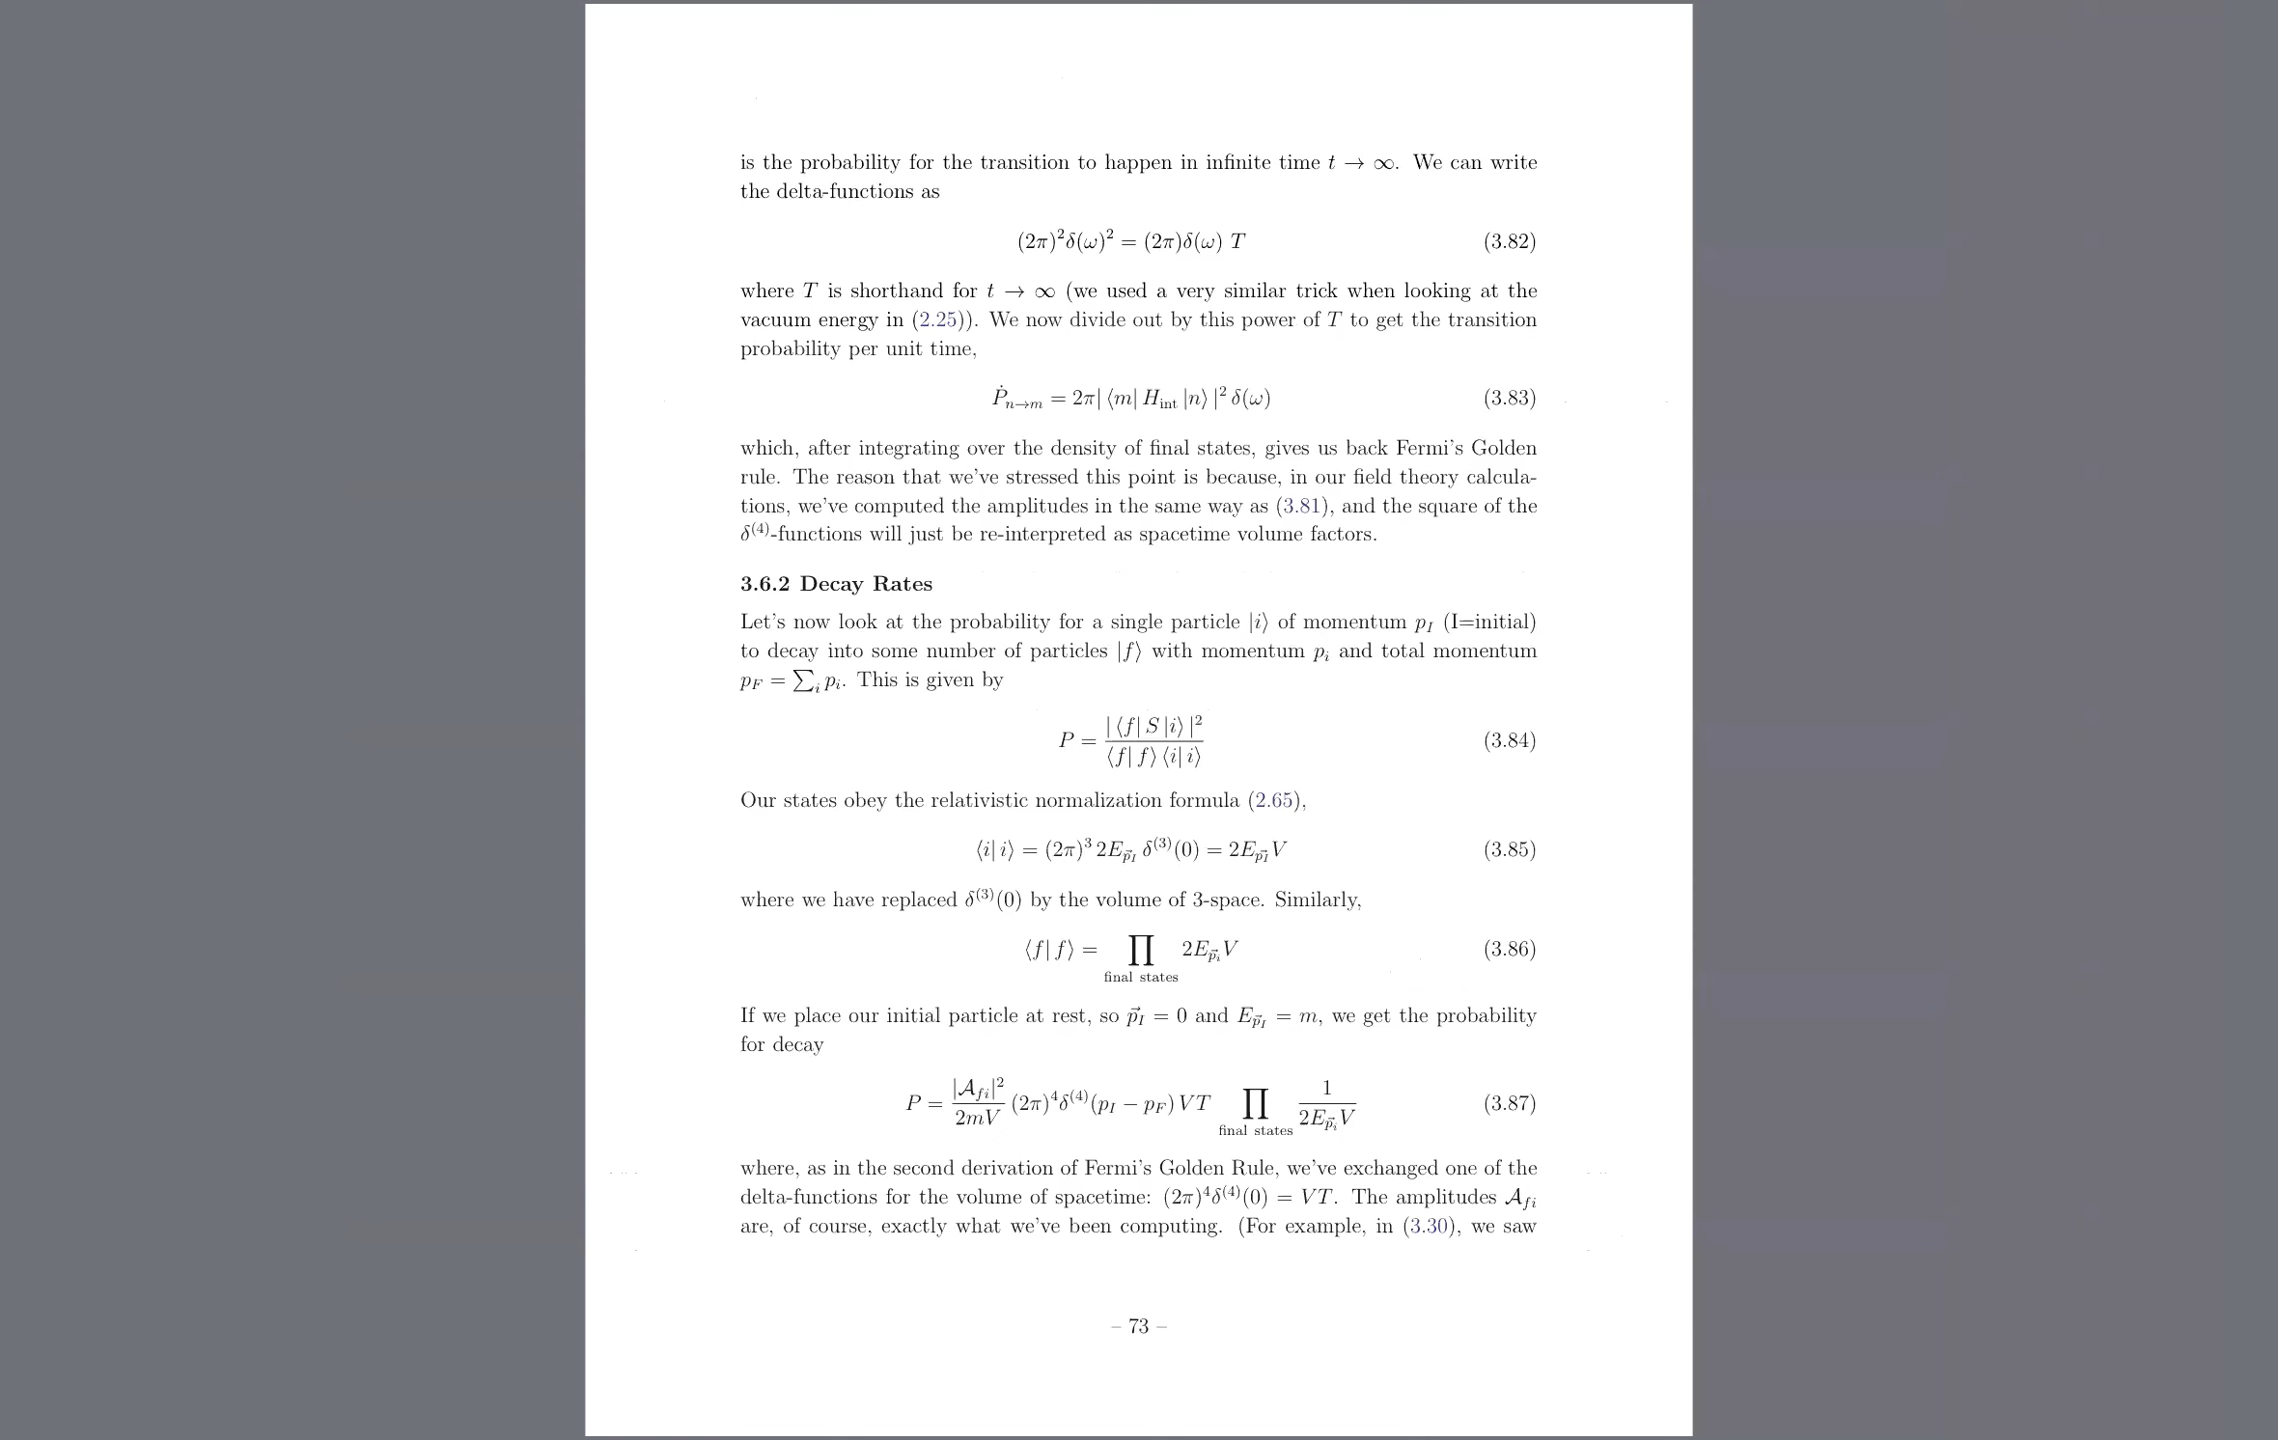 is the probability for the transition to happen in infinite time t → ∞. We can write
the delta-functions as
(2π)²δ(ω)² = (2π)δ(ω) T (3.82)
where T is shorthand for t → ∞ (we used a very similar trick when looking at the
vacuum energy in (2.25)). We now divide out by this power of T to get the transition
probability per unit time,
Ṗₙ→ₘ = 2π| ⟨m| H_int |n⟩ |² δ(ω) (3.83)
which, after integrating over the density of final states, gives us back Fermi's Golden
rule. The reason that we've stressed this point is because, in our field theory calcula-
tions, we've computed the amplitudes in the same way as (3.81), and the square of the
δ⁽⁴⁾-functions will just be re-interpreted as spacetime volume factors.
3.6.2 Decay Rates
Let's now look at the probability for a single particle |i⟩ of momentum p_I (I=initial)
to decay into some number of particles |f⟩ with momentum p_i and total momentum
p_F = ∑_i p_i. This is given by
P = | ⟨f| S |i⟩ |² / ⟨f| f⟩ ⟨i| i⟩ (3.84)
Our states obey the relativistic normalization formula (2.65),
⟨i| i⟩ = (2π)³ 2E_{p⃗_I} δ⁽³⁾(0) = 2E_{p⃗_I} V (3.85)
where we have replaced δ⁽³⁾(0) by the volume of 3-space. Similarly,
⟨f| f⟩ = ∏_{final states} 2E_{p⃗_i} V (3.86)
If we place our initial particle at rest, so p⃗_I = 0 and E_{p⃗_I} = m, we get the probability
for decay
P = |𝒜_{fi}|² / 2mV (2π)⁴δ⁽⁴⁾(p_I − p_F) VT ∏_{final states} 1 / 2E_{p⃗_i} V (3.87)
where, as in the second derivation of Fermi's Golden Rule, we've exchanged one of the
delta-functions for the volume of spacetime: (2π)⁴δ⁽⁴⁾(0) = VT. The amplitudes 𝒜_{fi}
are, of course, exactly what we've been computing. (For example, in (3.30), we saw
– 73 –